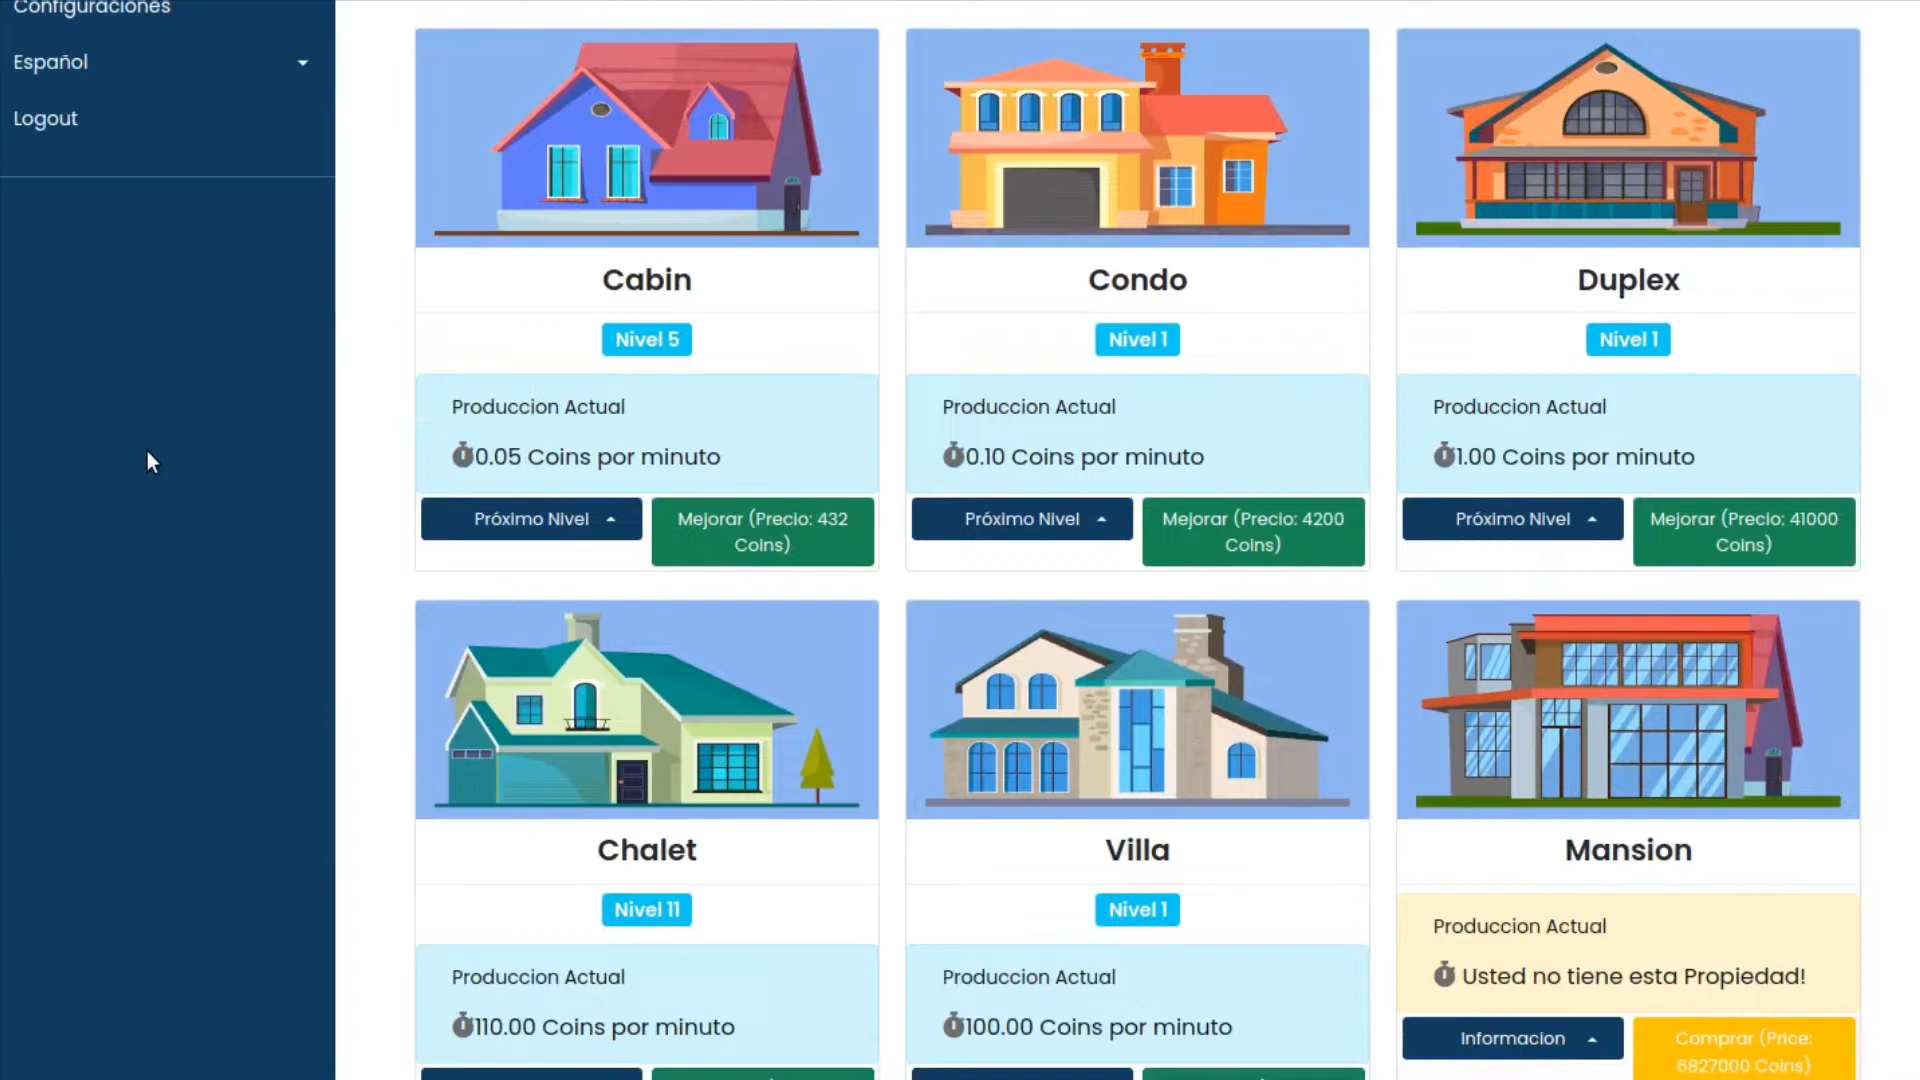 Configuraciones
Español
Logout
Cabin
Nivel 5
Produccion Actual
0.05 Coins por minuto
Próximo Nivel
Mejorar (Precio: 432
Coins)
Condo
Nivel 1
Produccion Actual
0.10 Coins por minuto
Próximo Nivel
Mejorar (Precio: 4200
Coins)
Duplex
Nivel 1
Produccion Actual
1.00 Coins por minuto
Próximo Nivel
Mejorar (Precio: 41000
Coins)
Chalet
Nivel 11
Produccion Actual
110.00 Coins por minuto
Villa
Nivel 1
Produccion Actual
100.00 Coins por minuto
Mansion
Produccion Actual
Usted no tiene esta Propiedad!
Informacion
Comprar (Price:
6827000 Coins)